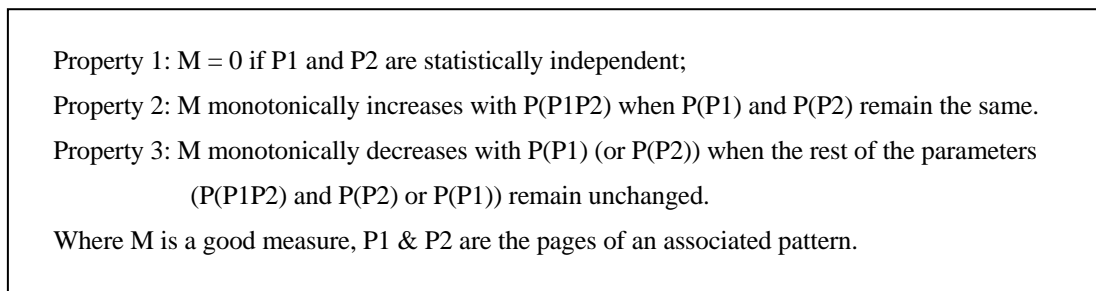 Property 1: M = 0 if P1 and P2 are statistically independent;
Property 2: M monotonically increases with P(P1P2) when P(P1) and P(P2) remain the same.
Property 3: M monotonically decreases with P(P1) (or P(P2)) when the rest of the parameters
(P(P1P2) and P(P2) or P(P1)) remain unchanged.
Where M is a good measure, P1 & P2 are the pages of an associated pattern.